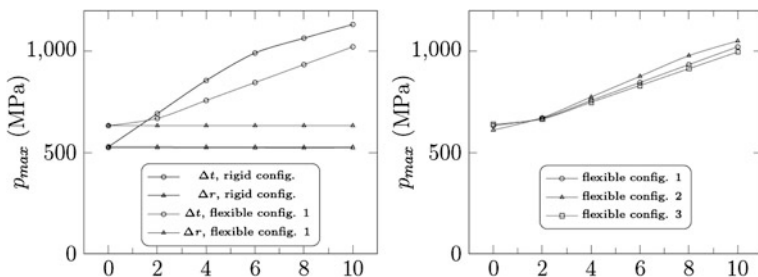 1,000
500
0
p_max (MPa)
Δt, rigid config.
Δr, rigid config.
Δt, flexible config. 1
Δr, flexible config. 1
0 2 4 6 8 10
1,000
500
0
p_max (MPa)
flexible config. 1
flexible config. 2
flexible config. 3
0 2 4 6 8 10